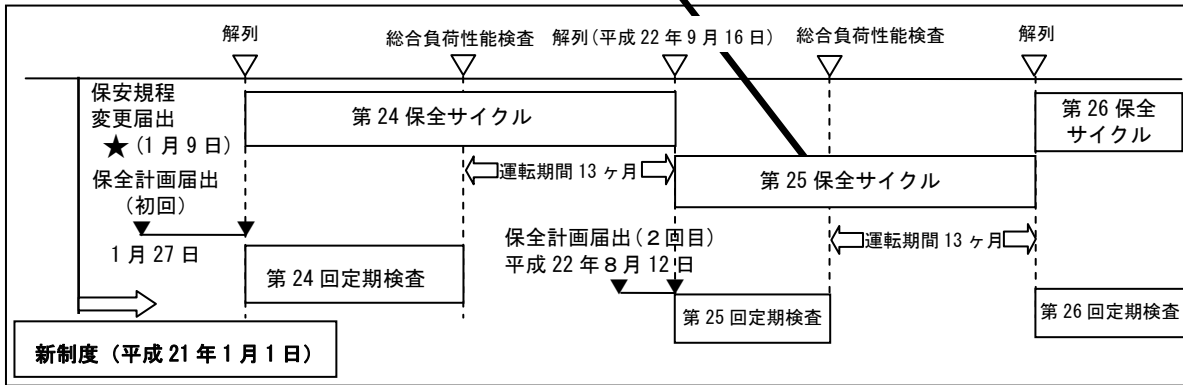 解列
総合負荷性能検査
解列(平成 22 年 9 月 16 日)
総合負荷性能検査
解列
保安規程
変更届出
★(1月9日)
第 24 保全サイクル
第 26 保全
サイクル
運転期間 13 ヶ月
第 25 保全サイクル
保全計画届出
(初回)
1月27日
保全計画届出(2回目)
平成 22 年8月 12 日
運転期間 13 ヶ月
第 24 回定期検査
第 25 回定期検査
第 26 回定期検査
新制度(平成 21 年 1 月 1 日)